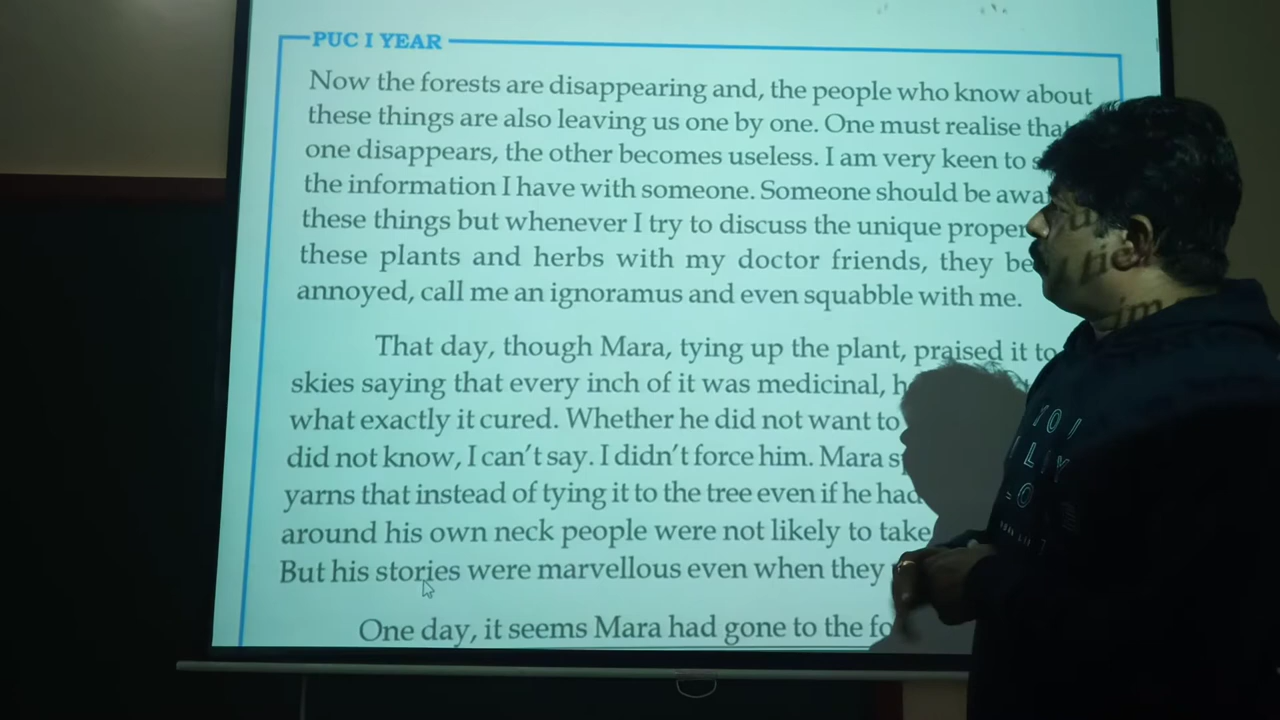 PUC I YEAR
Now the forests are disappearing and, the people who know about
these things are also leaving us one by one. One must realise that
one disappears, the other becomes useless. I am very keen to
the information I have with someone. Someone should be
these things but whenever I try to discuss the unique
these plants and herbs with my doctor friends, they
annoyed, call me an ignoramus and even squabble with me.
That day, though Mara, tying up the plant, praised it to
skies saying that every inch of it was medicinal,
what exactly it cured. Whether he did not want to
did not know, I can't say. I didn't force him. Mara
yarns that instead of tying it to the tree even if he had
around his own neck people were not likely to take
But his stories were marvellous even when they
One day, it seems Mara had gone to the